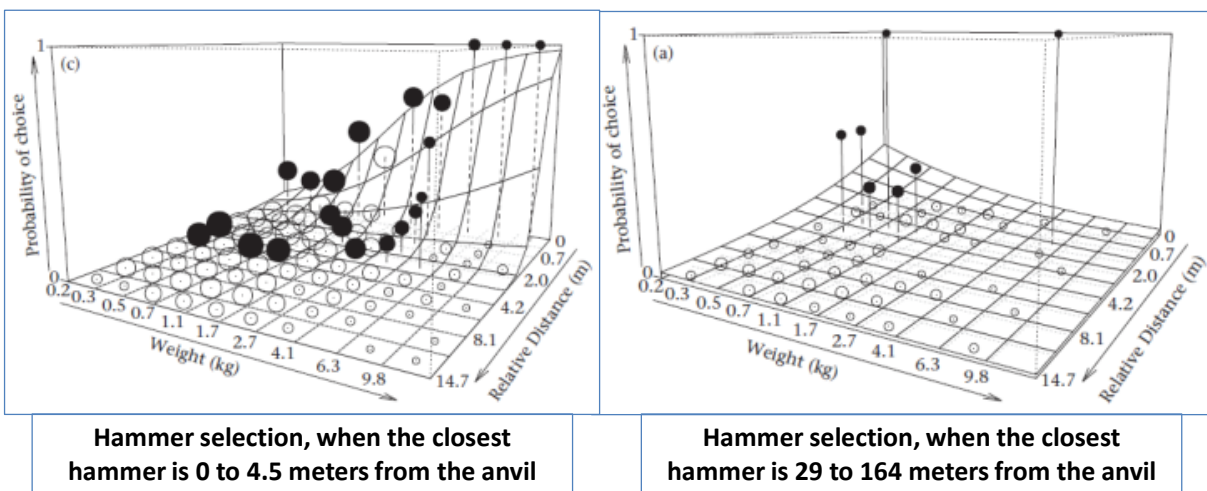 1
(c)
Probability of choice
0
0.2 0.3 0.5 0.7 1.1 1.7 2.7 4.1 6.3 9.8
Weight (kg)
0
0.7
2.0
4.2
8.1
14.7
Relative Distance (m)
Hammer selection, when the closest
hammer is 0 to 4.5 meters from the anvil
1
(a)
Probability of choice
0
0.2 0.3 0.5 0.7 1.1 1.7 2.7 4.1 6.3 9.8
Weight (kg)
0
0.7
2.0
4.2
8.1
14.7
Relative Distance (m)
Hammer selection, when the closest
hammer is 29 to 164 meters from the anvil